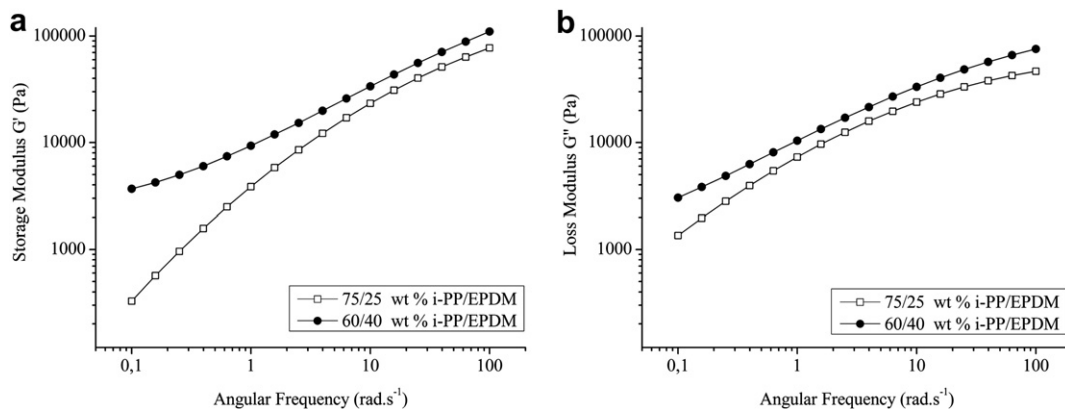 a
100000
10000
1000
Storage Modulus G' (Pa)
75/25 wt % i-PP/EPDM
60/40 wt % i-PP/EPDM
0,1 1 10 100
Angular Frequency (rad.s⁻¹)
b
100000
10000
1000
Loss Modulus G" (Pa)
75/25 wt % i-PP/EPDM
60/40 wt % i-PP/EPDM
0,1 1 10 100
Angular Frequency (rad.s⁻¹)